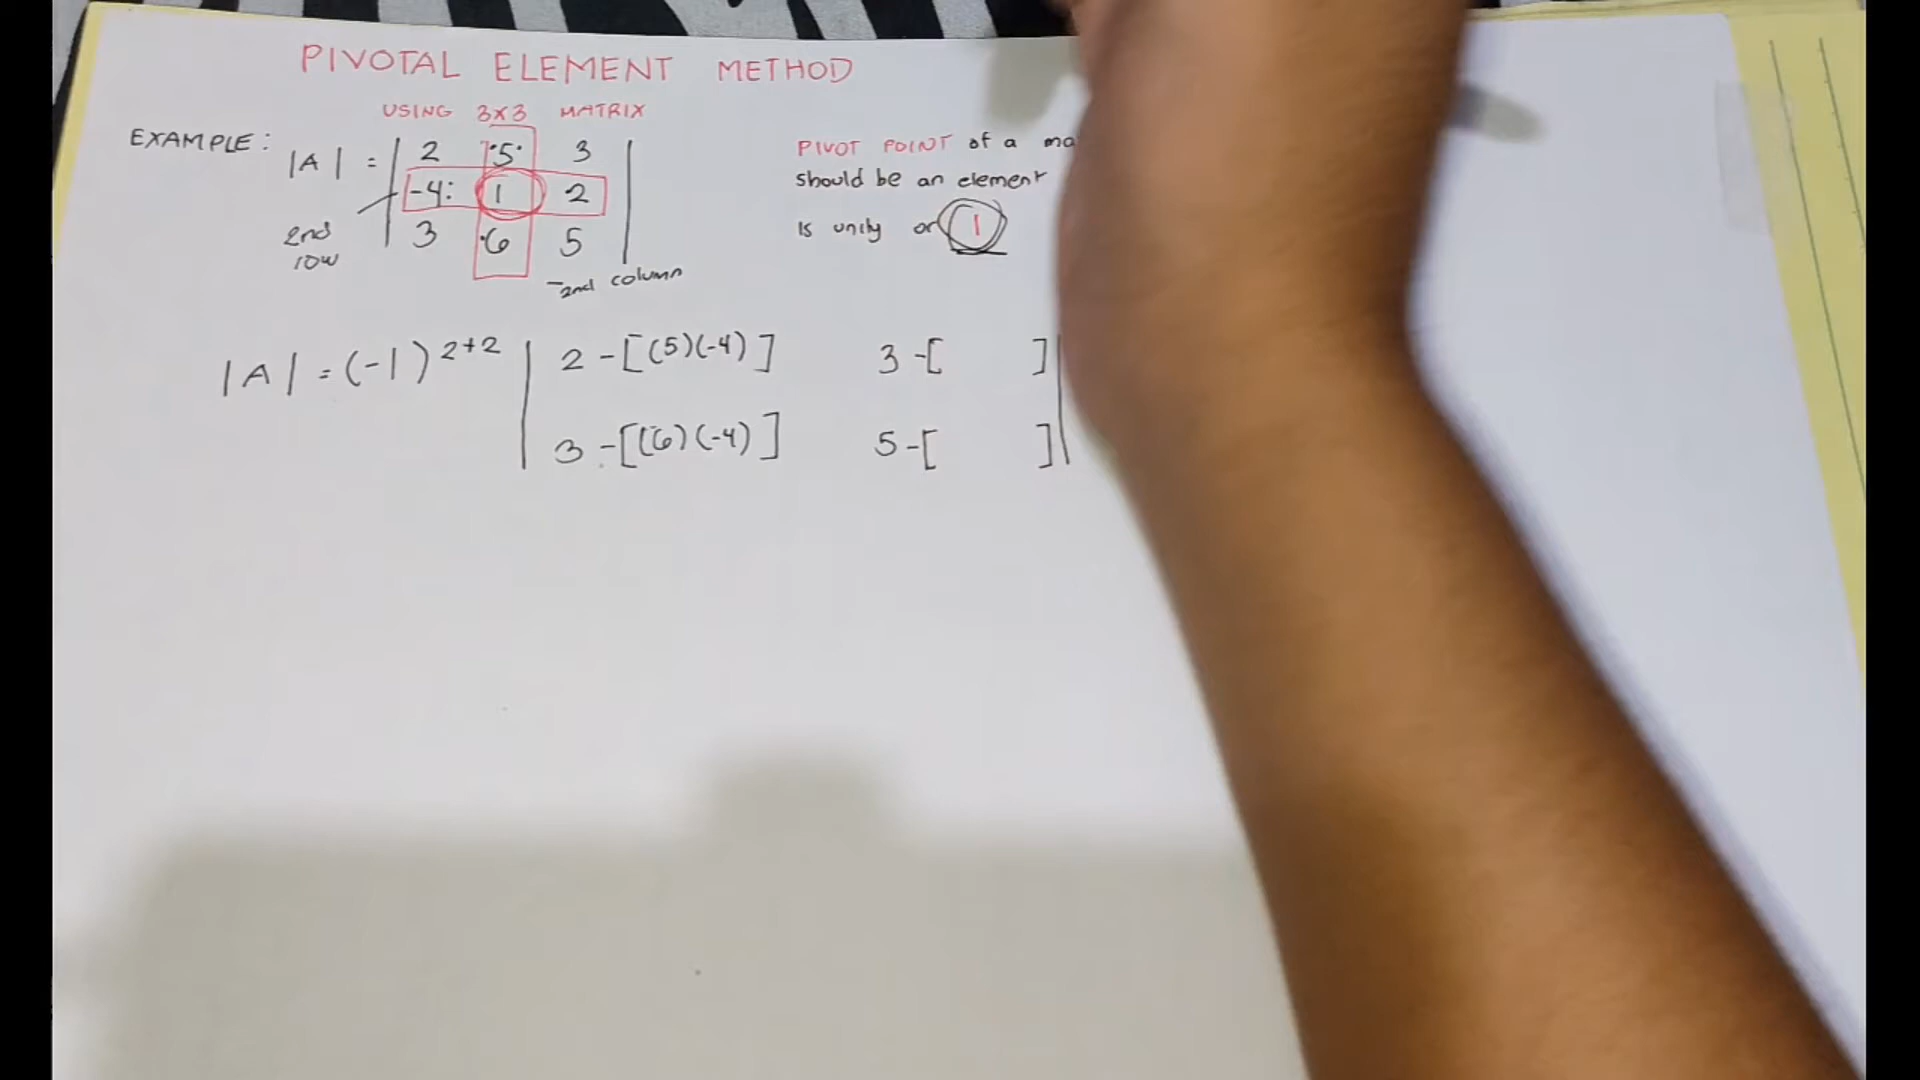 PIVOTAL ELEMENT METHOD
USING 3x3 MATRIX
EXAMPLE: |A| = | 2 5 3 |
-4 1 2
3 6 5
2nd row
2nd column
PIVOT POINT of a
should be an element
is unity or 1
|A| = (-1)^2+2 | 2 -[(5)(-4)] 3 -[ ] |
3 -[(6)(-4)] 5 -[ ]